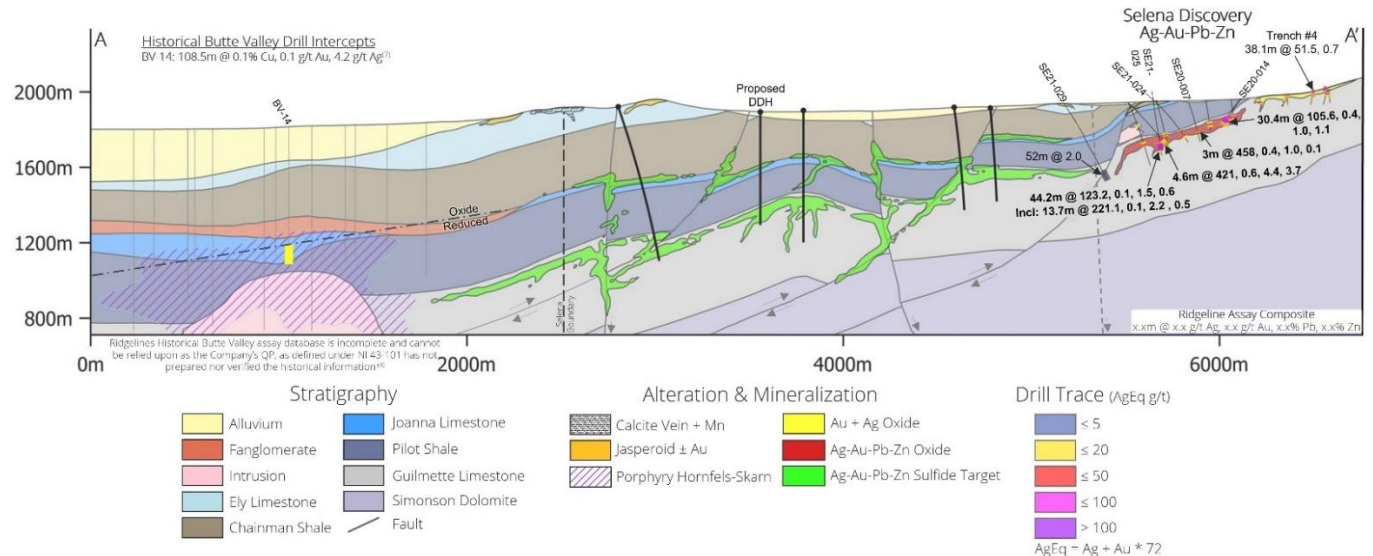 A
Historical Butte Valley Drill Intercepts
BV-14: 108.5m @ 0.1% Cu, 0.1 g/t Au, 4.2 g/t Ag
Selena Discovery
Ag-Au-Pb-Zn
Trench #4
38.1m @ 51.5, 0.7
A'
SE21-029
SE21-024
SE21-
025
SE20-007
SE20-014
BV-14
Proposed
DDH
2000m
1600m
1200m
800m
30.4m @ 105.6, 0.4,
1.0, 1.1
3m @ 458, 0.4, 1.0, 0.1
4.6m @ 421, 0.6, 4.4, 3.7
52m @ 2.0
44.2m @ 123.2, 0.1, 1.5, 0.6
Incl: 13.7m @ 221.1, 0.1, 2.2 , 0.5
Oxide
Reduced
Selena
Boundary
Ridgeline Assay Composite
x.xm @ x.x g/t Ag, x.x g/t Au, x.x% Pb, x.x% Zn
0m
2000m
4000m
6000m
Ridgelines Historical Butte Valley assay database is incomplete and cannot
be relied upon as the Company's QP, as defined under NI 43-101 has not
prepared nor verified the historical information
Stratigraphy
Alluvium
Fanglomerate
Intrusion
Ely Limestone
Chainman Shale
Joanna Limestone
Pilot Shale
Guilmette Limestone
Simonson Dolomite
Fault
Alteration & Mineralization
Calcite Vein + Mn
Jasperoid ± Au
Porphyry Hornfels-Skarn
Au + Ag Oxide
Ag-Au-Pb-Zn Oxide
Ag-Au-Pb-Zn Sulfide Target
Drill Trace (AgEq g/t)
≤ 5
≤ 20
≤ 50
≤ 100
> 100
AgEq = Ag + Au * 72